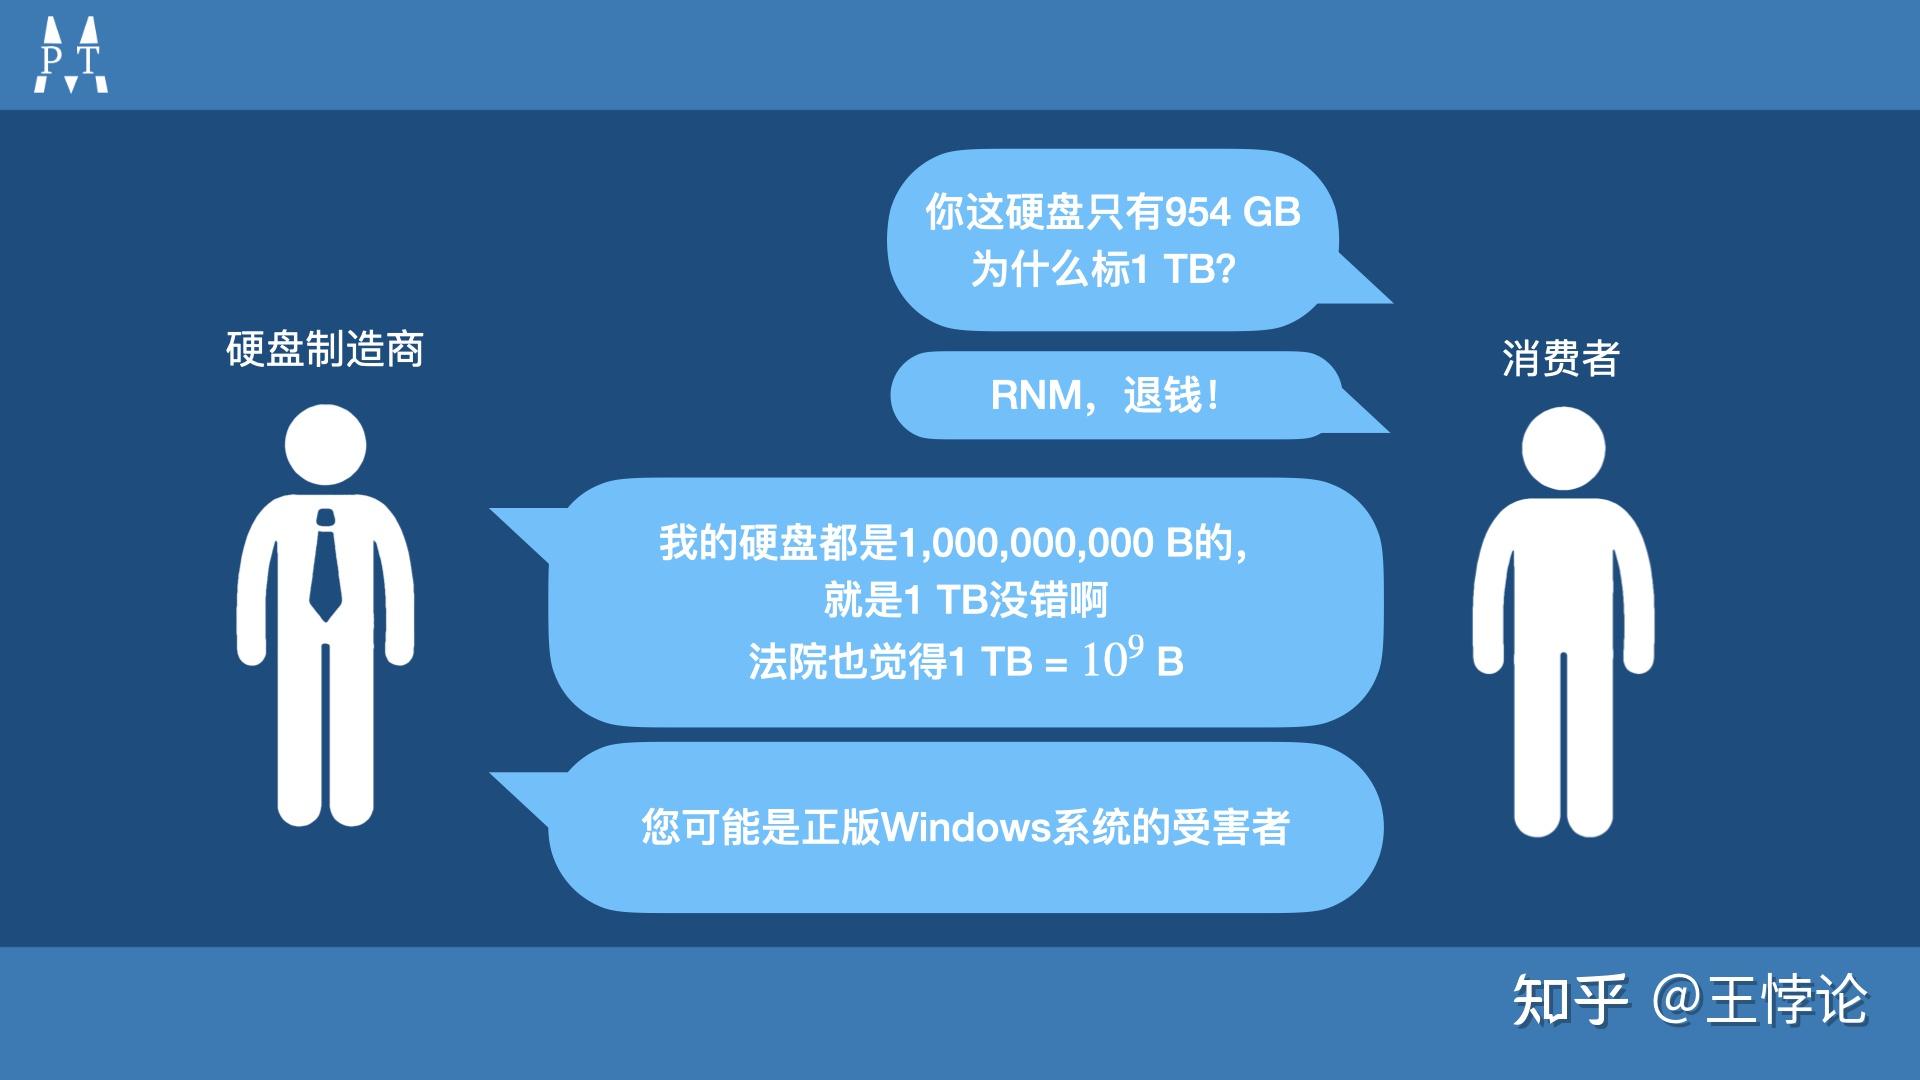 P T
你这硬盘只有954 GB
为什么标1 TB?
RNM，退钱！
硬盘制造商
消费者
我的硬盘都是1,000,000,000 B的，
就是1 TB没错啊
法院也觉得1 TB = 10⁹ B
您可能是正版Windows系统的受害者
知乎 @王悖论